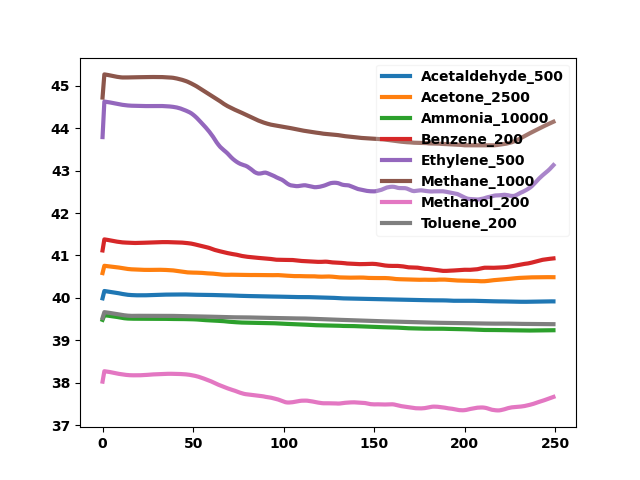 Acetaldehyde_500
Acetone_2500
Ammonia_10000
Benzene_200
Ethylene_500
Methane_1000
Methanol_200
Toluene_200
45
44
43
42
41
40
39
38
37
0 50 100 150 200 250